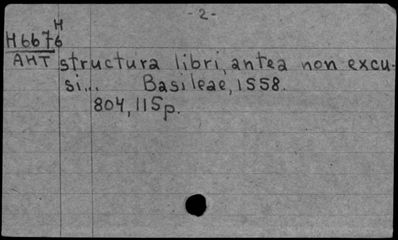 - 2 -
H
H6676
AHT
structura libri, antea non excu-
si... Basileae, 1558.
804, 115p.